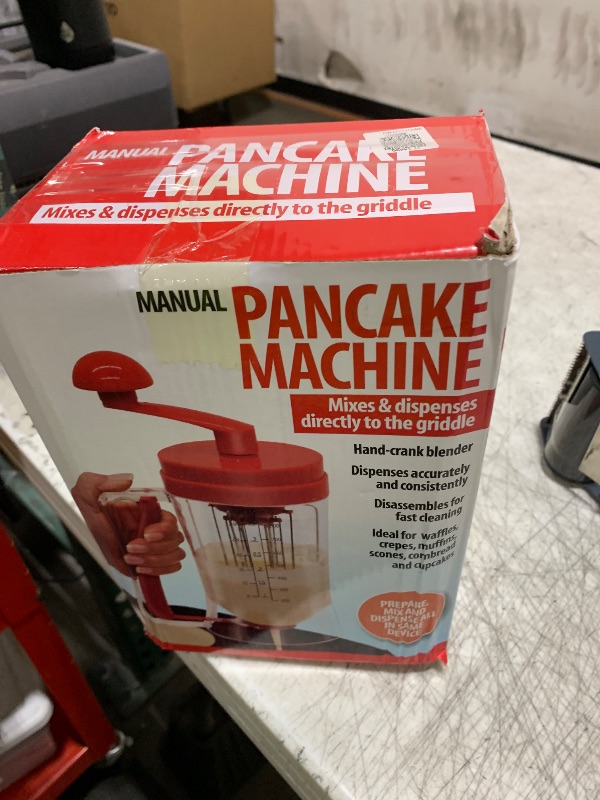 MANUAL PANCAKE
MACHINE
Mixes & dispenses directly to the griddle
MANUAL PANCAKE
MACHINE
Mixes & dispenses
directly to the griddle
Hand-crank blender
Dispenses accurately
and consistently
Disassembles for
fast cleaning
Ideal for waffles,
crepes, muffins,
scones, cornbread
and cupcakes
PREPARE,
MIX AND
DISPENSE ALL
IN SAME
DEVICE!